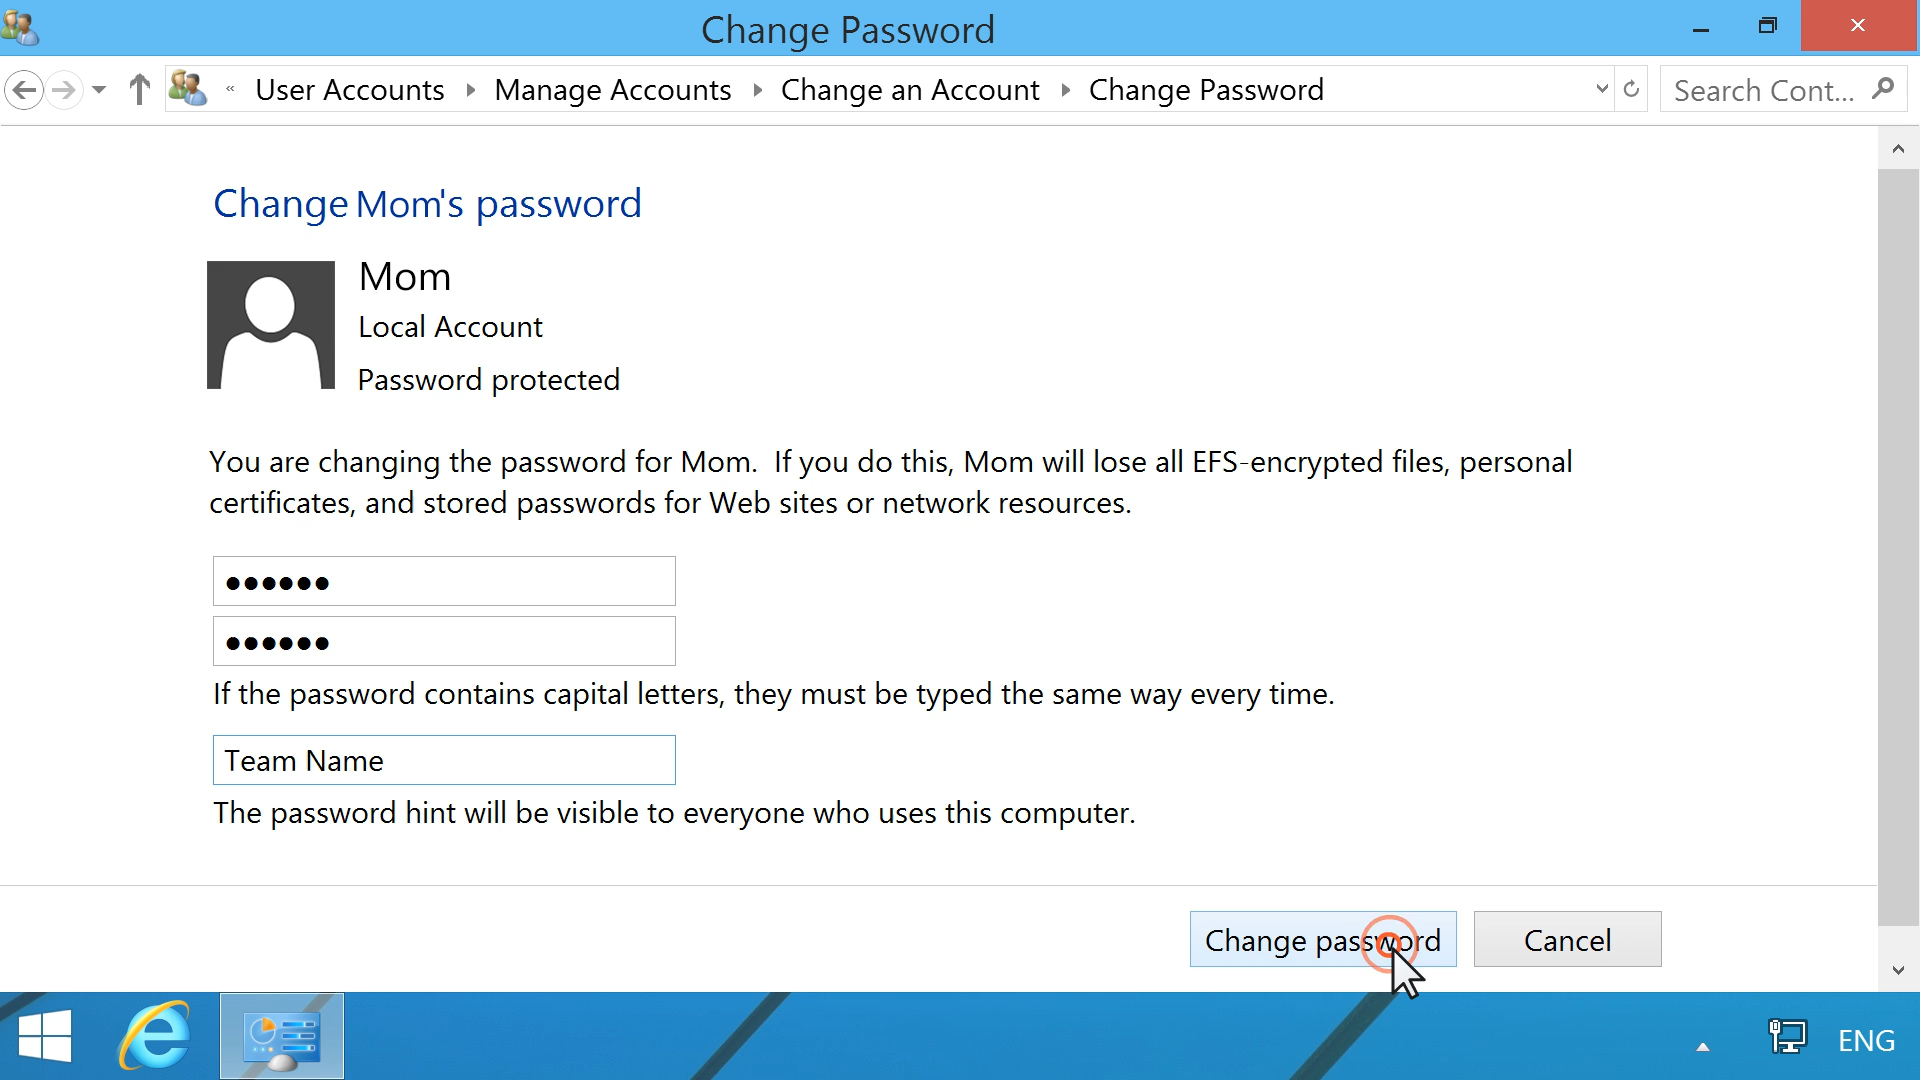 Change Password
« User Accounts Manage Accounts Change an Account Change Password
Search Cont...
Change Mom's password
Mom
Local Account
Password protected
You are changing the password for Mom.  If you do this, Mom will lose all EFS-encrypted files, personal
certificates, and stored passwords for Web sites or network resources.
●●●●●●
●●●●●●
If the password contains capital letters, they must be typed the same way every time.
Team Name
The password hint will be visible to everyone who uses this computer.
Change password Cancel
ENG